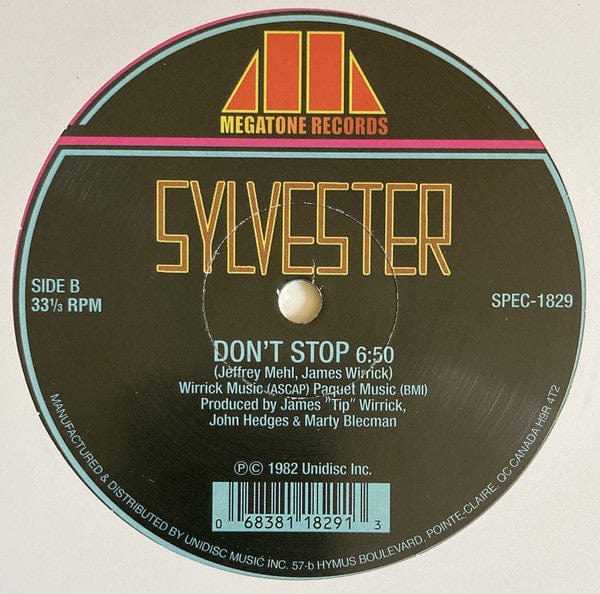 MEGATONE RECORDS
SYLVESTER
SIDE B
33⅓ RPM
SPEC-1829
DON'T STOP 6:50
(Jeffrey Mehl, James Wirrick)
Wirrick Music (ASCAP) Paquet Music (BMI)
Produced by James "Tip" Wirrick,
John Hedges & Marty Blecman
℗© 1982 Unidisc Inc.
0 68381 18291 3
MANUFACTURED & DISTRIBUTED BY UNIDISC MUSIC INC. 57-b HYMUS BOULEVARD, POINTE-CLAIRE, QC CANADA H9R 4T2